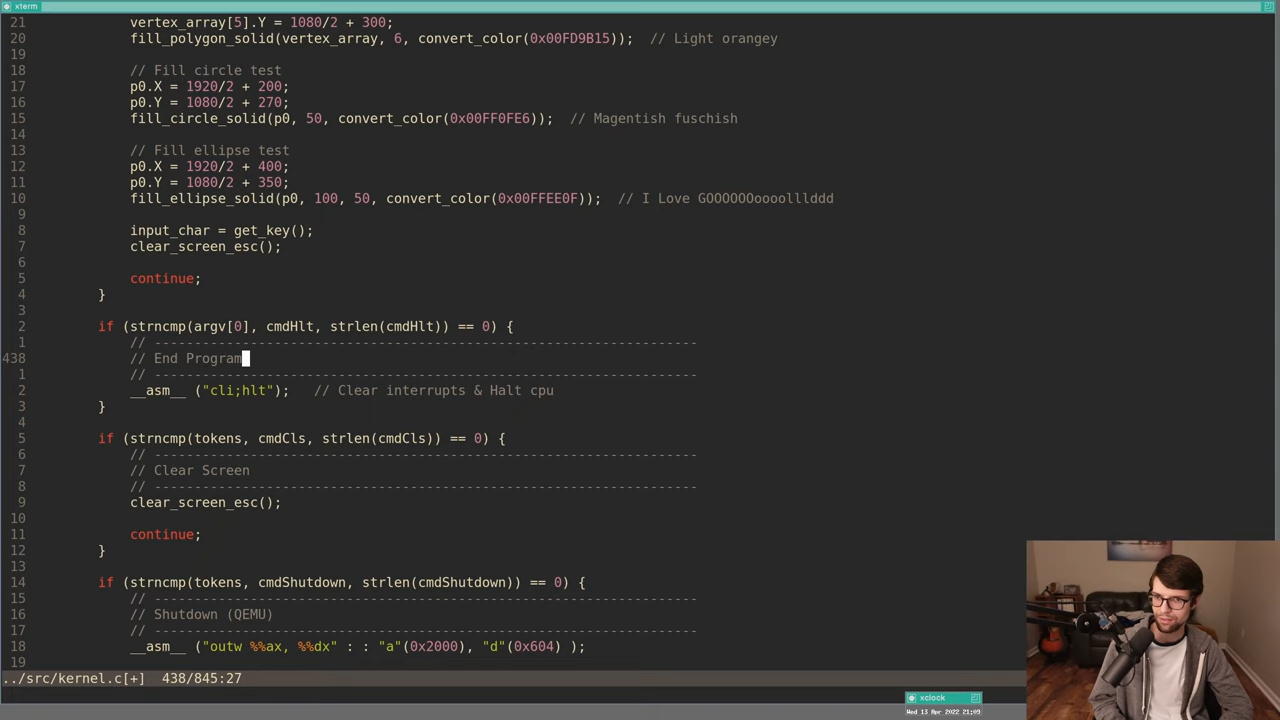 xterm
21 vertex_array[5].Y = 1080/2 + 300;
20 fill_polygon_solid(vertex_array, 6, convert_color(0x00FD9B15)); // Light orangey
19
18 // Fill circle test
17 p0.X = 1920/2 + 200;
16 p0.Y = 1080/2 + 270;
15 fill_circle_solid(p0, 50, convert_color(0x00FF0FE6)); // Magentish fuschish
14
13 // Fill ellipse test
12 p0.X = 1920/2 + 400;
11 p0.Y = 1080/2 + 350;
10 fill_ellipse_solid(p0, 100, 50, convert_color(0x00FFEE0F)); // I Love GOOOOOOoooolllddd
9
8 input_char = get_key();
7 clear_screen_esc();
6
5 continue;
4 }
3
2 if (strncmp(argv[0], cmdHlt, strlen(cmdHlt)) == 0) {
1 // --------------------------------------------------------------------
438 // End Program
1 // --------------------------------------------------------------------
2 __asm__ ("cli;hlt"); // Clear interrupts & Halt cpu
3 }
4
5 if (strncmp(tokens, cmdCls, strlen(cmdCls)) == 0) {
6 // --------------------------------------------------------------------
7 // Clear Screen
8 // --------------------------------------------------------------------
9 clear_screen_esc();
10
11 continue;
12 }
13
14 if (strncmp(tokens, cmdShutdown, strlen(cmdShutdown)) == 0) {
15 // --------------------------------------------------------------------
16 // Shutdown (QEMU)
17 // --------------------------------------------------------------------
18 __asm__ ("outw %%ax, %%dx" : : "a"(0x2000), "d"(0x604) );
19
../src/kernel.c[+] 438/845:27
xclock
Wed 13 Apr 2022 21:09